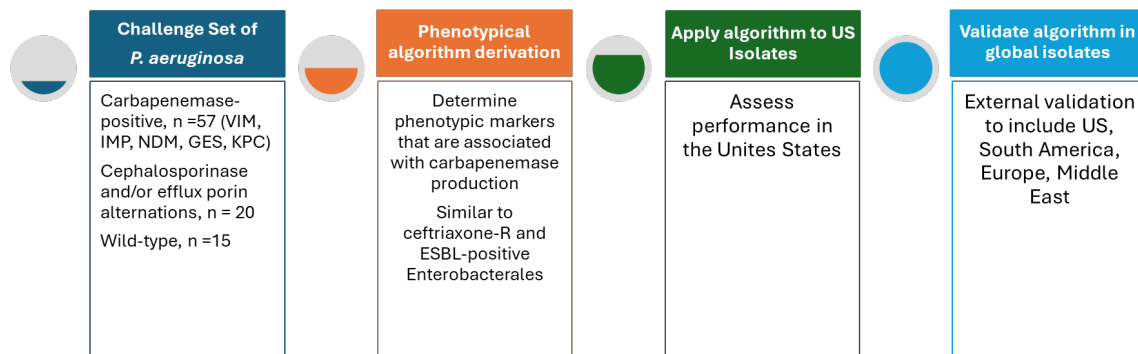 Challenge Set of
P. aeruginosa
Carbapenemase-
positive, n =57 (VIM,
IMP, NDM, GES, KPC)
Cephalosporinase
and/or efflux porin
alternations, n = 20
Wild-type, n =15
Phenotypical
algorithm derivation
Determine
phenotypic markers
that are associated
with carbapenemase
production
Similar to
ceftriaxone-R and
ESBL-positive
Enterobacterales
Apply algorithm to US
Isolates
Assess
performance in
the Unites States
Validate algorithm in
global isolates
External validation
to include US,
South America,
Europe, Middle
East